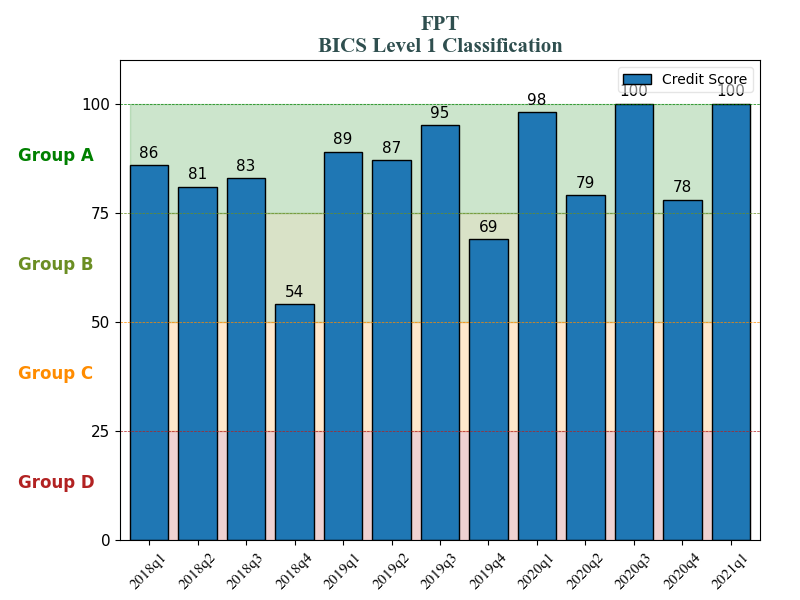 FPT
BICS Level 1 Classification
Credit Score
100
75
50
25
0
Group A
Group B
Group C
Group D
86
81
83
54
89
87
95
69
98
79
100
78
100
2018q1
2018q2
2018q3
2018q4
2019q1
2019q2
2019q3
2019q4
2020q1
2020q2
2020q3
2020q4
2021q1